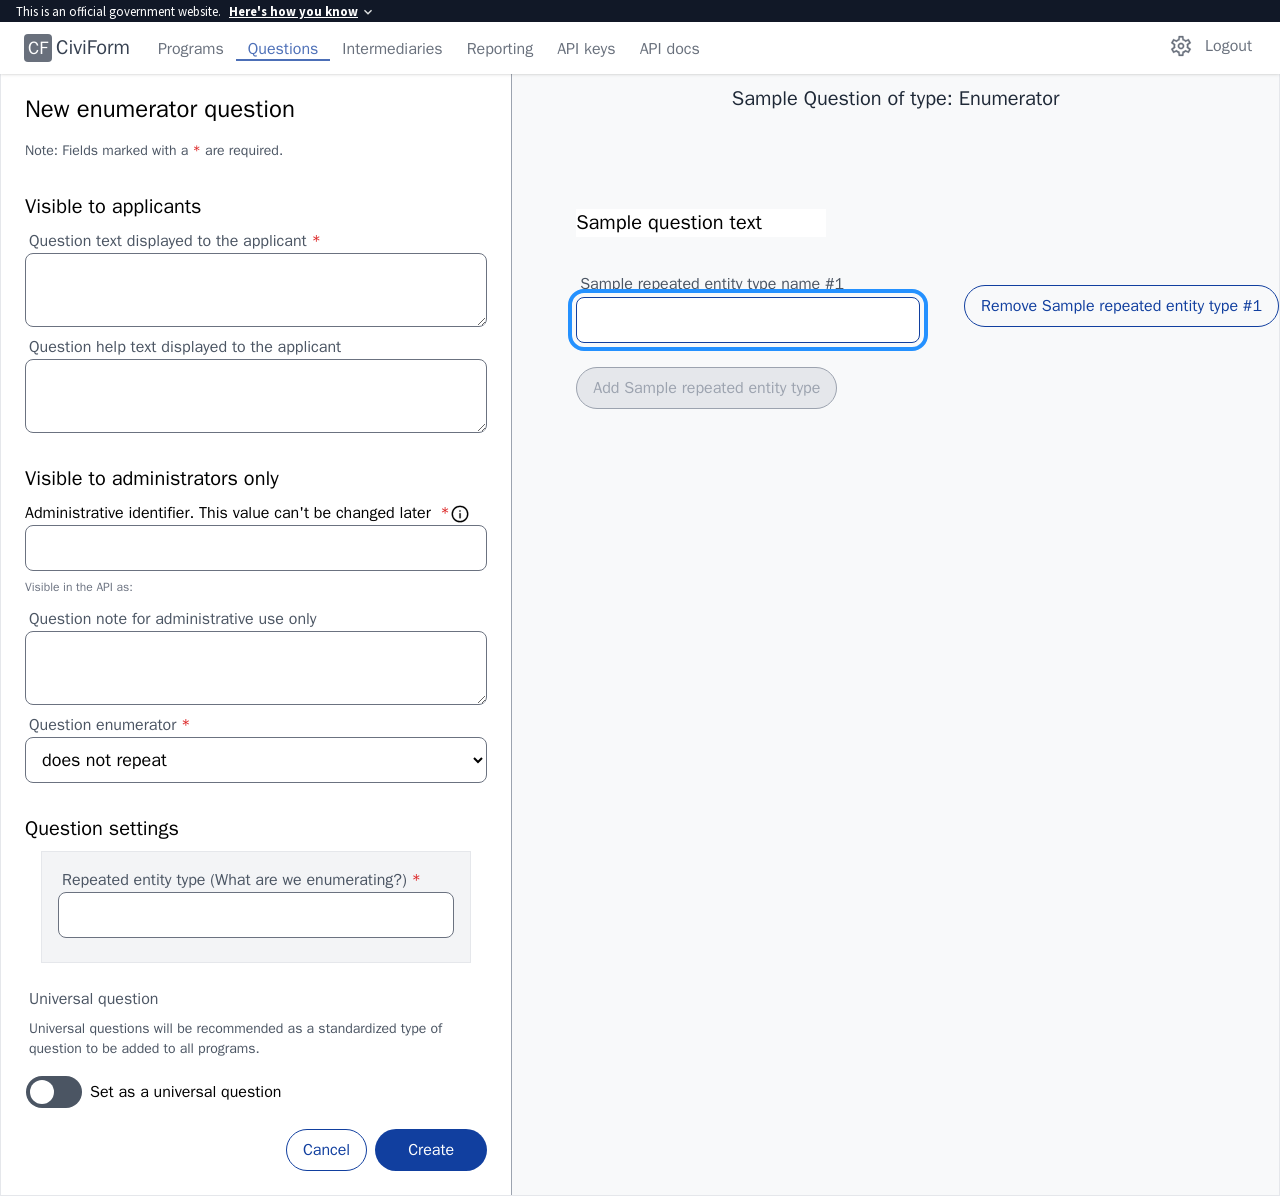 This is an official government website. Here's how you know
CF CiviForm Programs Questions Intermediaries Reporting API keys API docs Logout
New enumerator question
Note: Fields marked with a * are required.
Visible to applicants
Question text displayed to the applicant *
Question help text displayed to the applicant
Visible to administrators only
Administrative identifier. This value can't be changed later *
Visible in the API as:
Question note for administrative use only
Question enumerator *
does not repeat
Question settings
Repeated entity type (What are we enumerating?) *
Universal question
Universal questions will be recommended as a standardized type of
question to be added to all programs.
Set as a universal question
Cancel Create
Sample Question of type: Enumerator
Sample question text
Sample repeated entity type name #1
Remove Sample repeated entity type #1
Add Sample repeated entity type